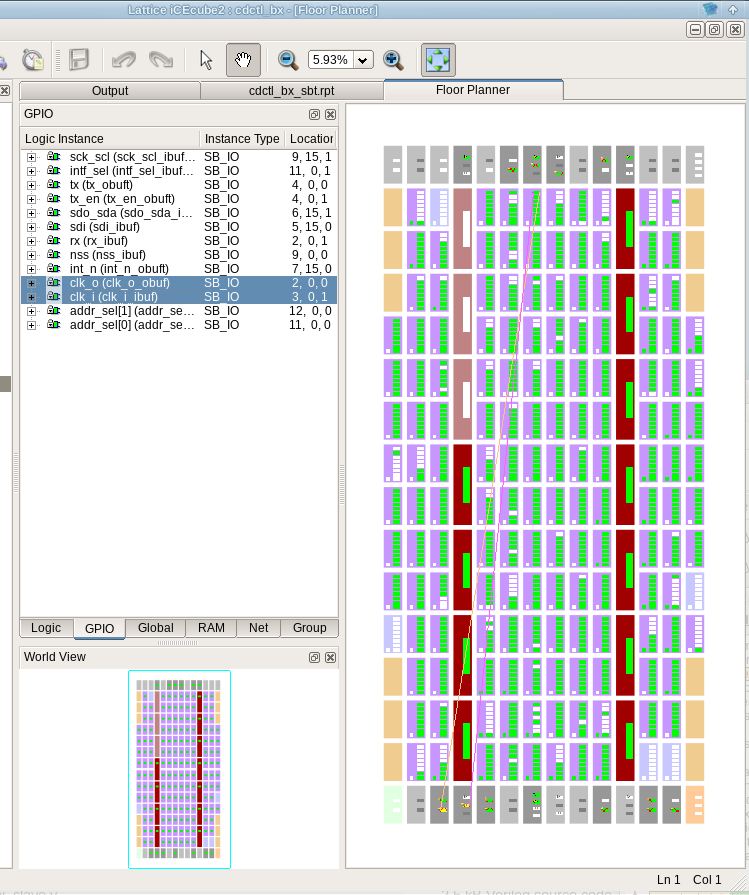 Lattice iCEcube2 : cdctl_bx - [Floor Planner]
5.93%
Output cdctl_bx_sbt.rpt Floor Planner
GPIO
Logic Instance Instance Type Location
sck_scl (sck_scl_ibuf... SB_IO 9, 15, 1
intf_sel (intf_sel_ibuf... SB_IO 11, 0, 1
tx (tx_obuft) SB_IO 4, 0, 0
tx_en (tx_en_obuft) SB_IO 4, 0, 1
sdo_sda (sdo_sda_i... SB_IO 6, 15, 1
sdi (sdi_ibuf) SB_IO 5, 15, 0
rx (rx_ibuf) SB_IO 2, 0, 1
nss (nss_ibuf) SB_IO 9, 0, 0
int_n (int_n_obuft) SB_IO 7, 15, 0
clk_o (clk_o_obuf) SB_IO 2, 0, 0
clk_i (clk_i_ibuf) SB_IO 3, 0, 1
addr_sel[1] (addr_se... SB_IO 12, 0, 0
addr_sel[0] (addr_se... SB_IO 11, 0, 0
Logic GPIO Global RAM Net Group
World View
Ln 1 Col 1